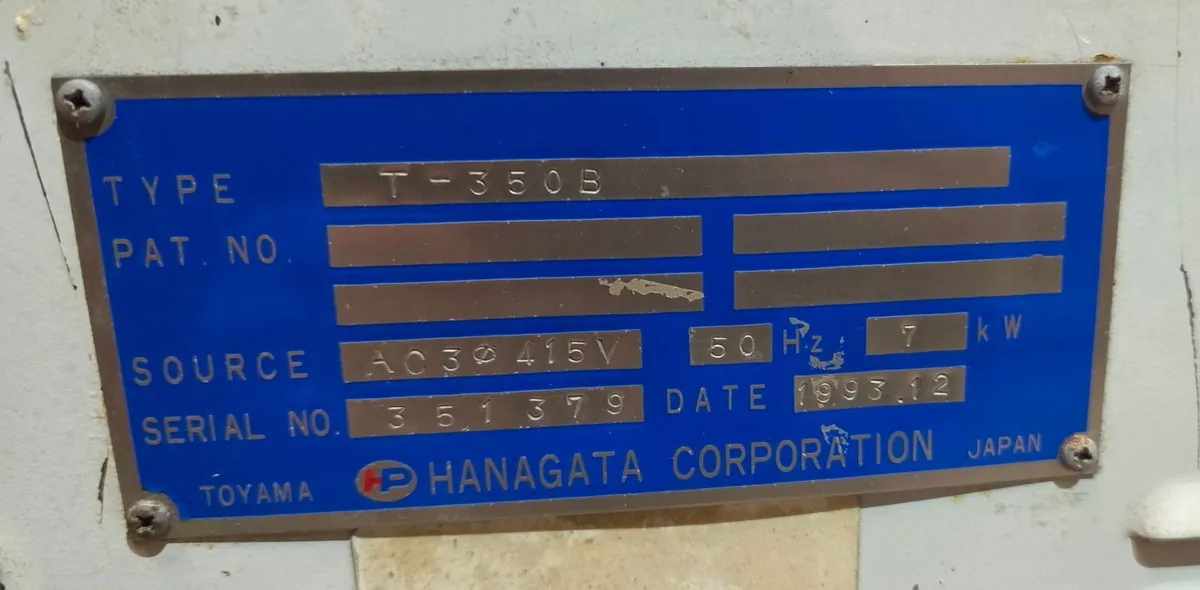 TYPE T-350B
PAT. NO.
SOURCE AC3φ415V 50 Hz 7 kW
SERIAL NO. 351379 DATE 1993.12
TOYAMA HP HANAGATA CORPORATION JAPAN